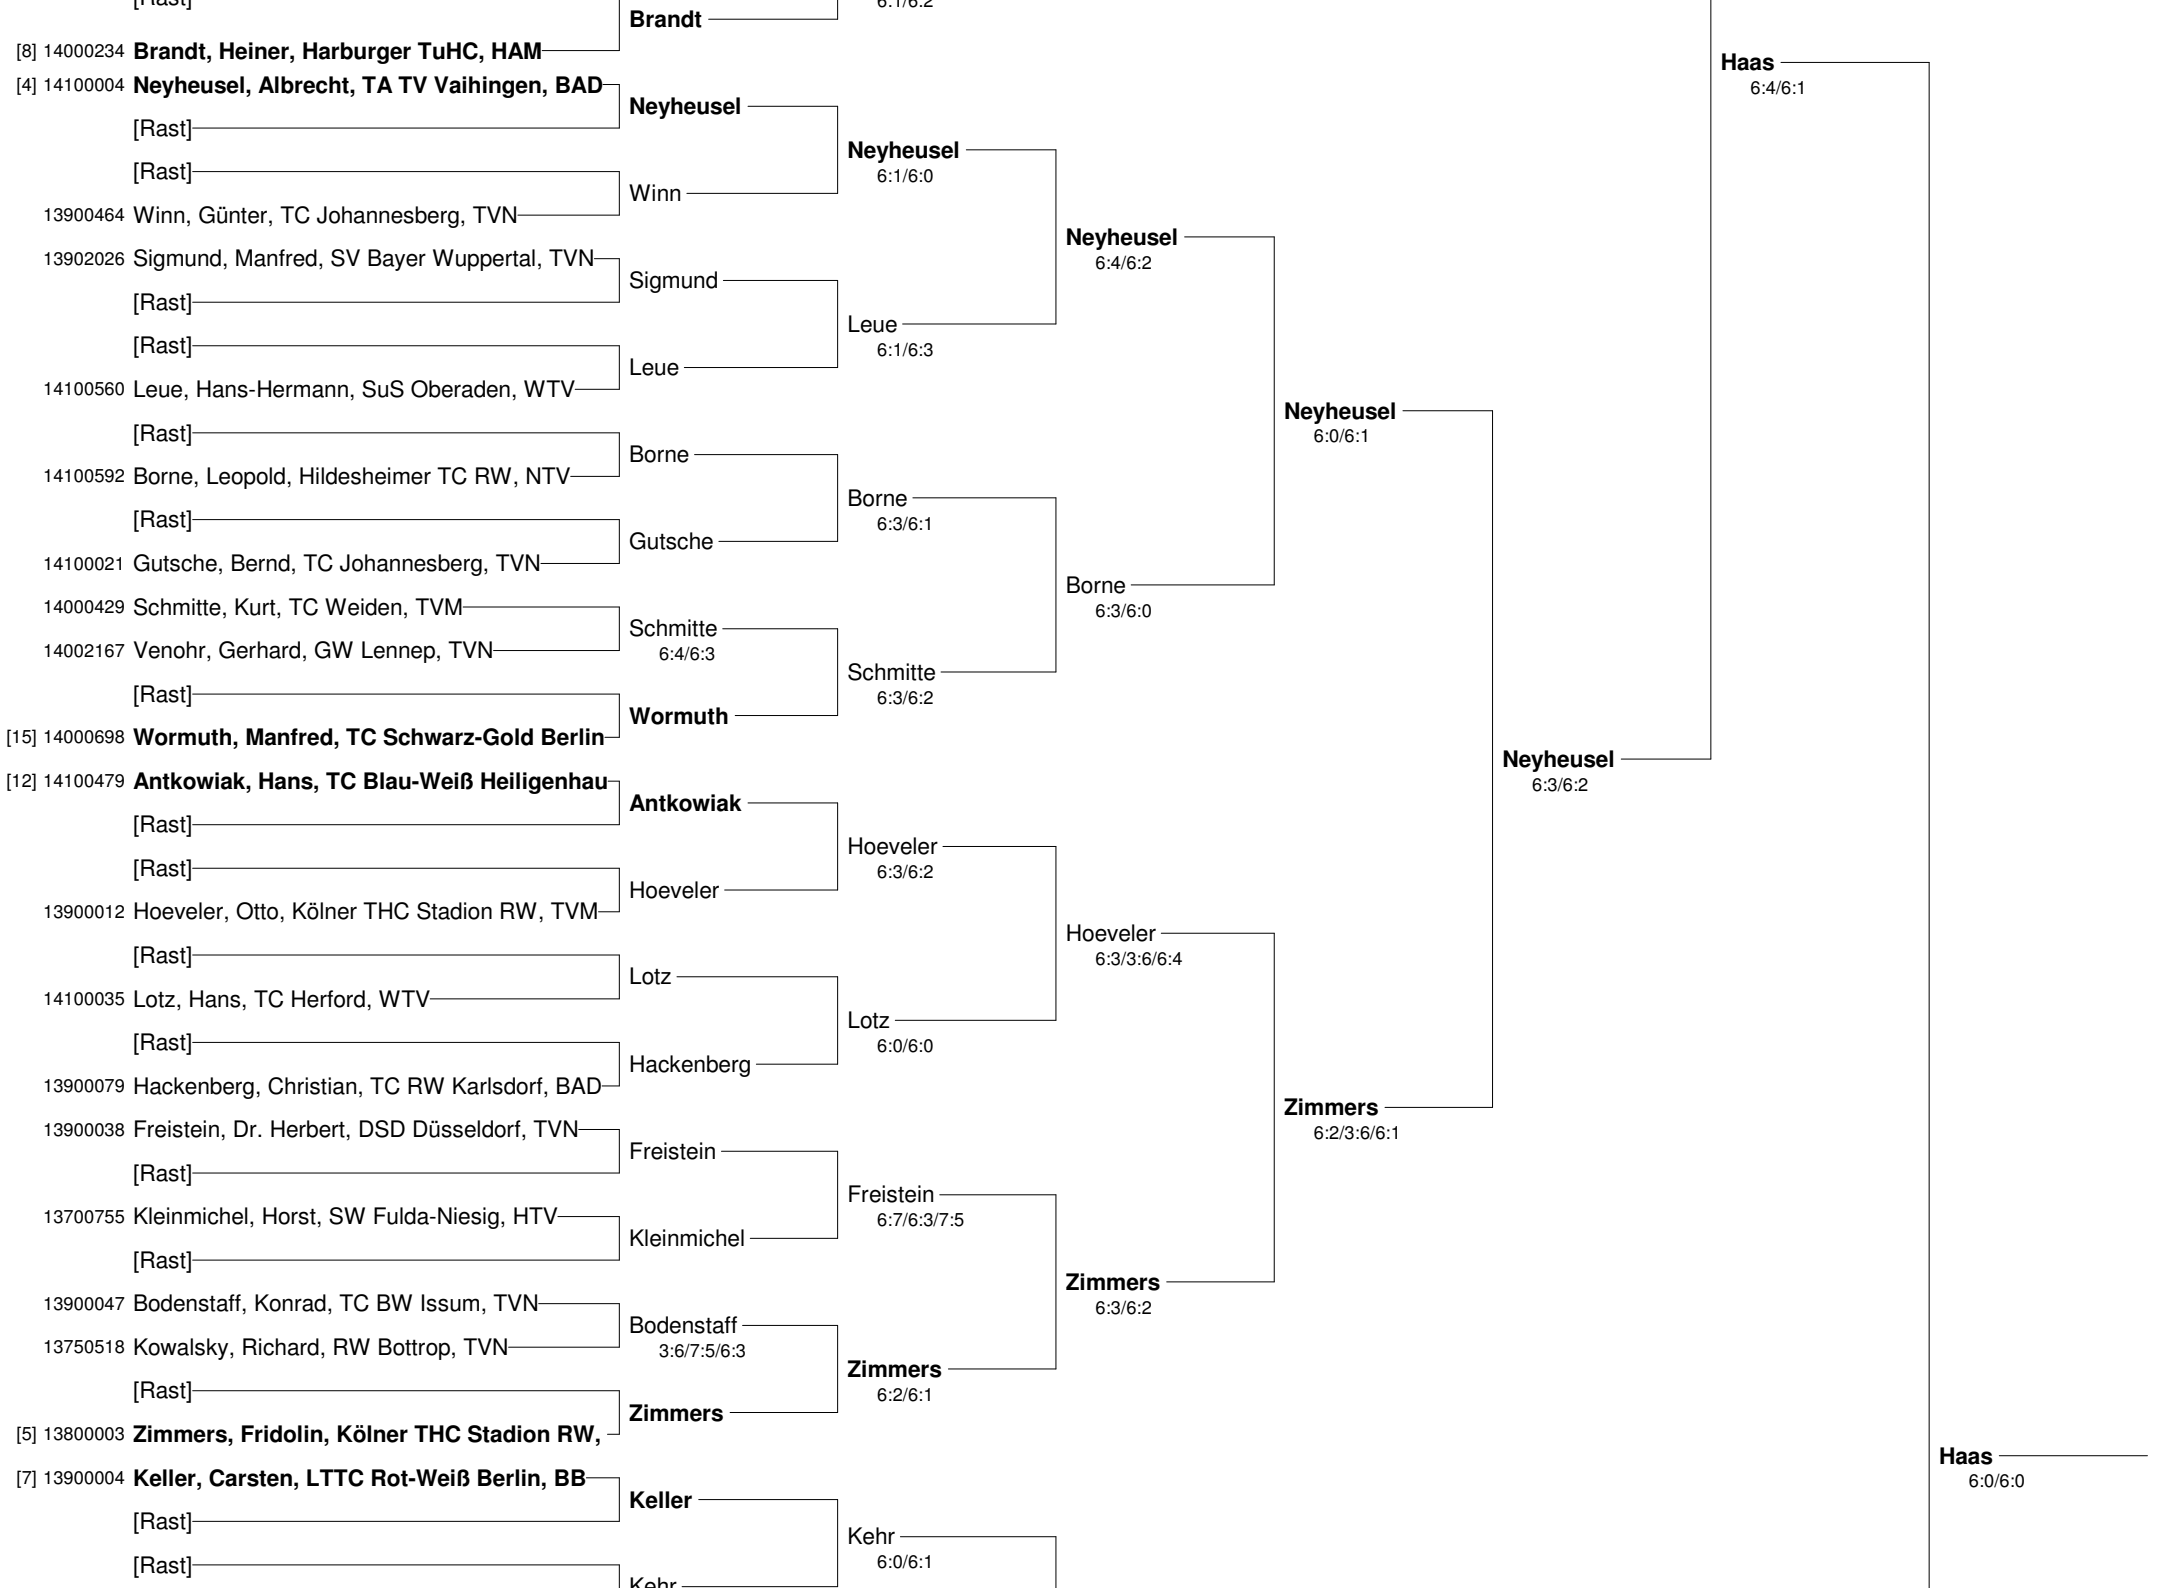 [Rast]
6:1/6:2
Brandt
[8] 14000234 Brandt, Heiner, Harburger TuHC, HAM
Haas
6:4/6:1
[4] 14100004 Neyheusel, Albrecht, TA TV Vaihingen, BAD
Neyheusel
[Rast]
Neyheusel
6:1/6:0
[Rast]
Winn
13900464 Winn, Günter, TC Johannesberg, TVN
Neyheusel
6:4/6:2
13902026 Sigmund, Manfred, SV Bayer Wuppertal, TVN
Sigmund
[Rast]
Leue
6:1/6:3
[Rast]
Leue
14100560 Leue, Hans-Hermann, SuS Oberaden, WTV
Neyheusel
6:0/6:1
[Rast]
Borne
14100592 Borne, Leopold, Hildesheimer TC RW, NTV
Borne
6:3/6:1
[Rast]
Gutsche
14100021 Gutsche, Bernd, TC Johannesberg, TVN
Borne
6:3/6:0
14000429 Schmitte, Kurt, TC Weiden, TVM
Schmitte
6:4/6:3
14002167 Venohr, Gerhard, GW Lennep, TVN
Schmitte
6:3/6:2
[Rast]
Wormuth
[15] 14000698 Wormuth, Manfred, TC Schwarz-Gold Berlin
Neyheusel
6:3/6:2
[12] 14100479 Antkowiak, Hans, TC Blau-Weiß Heiligenhau
Antkowiak
[Rast]
Hoeveler
6:3/6:2
[Rast]
Hoeveler
13900012 Hoeveler, Otto, Kölner THC Stadion RW, TVM
Hoeveler
6:3/3:6/6:4
[Rast]
Lotz
14100035 Lotz, Hans, TC Herford, WTV
Lotz
6:0/6:0
[Rast]
Hackenberg
13900079 Hackenberg, Christian, TC RW Karlsdorf, BAD
Zimmers
6:2/3:6/6:1
13900038 Freistein, Dr. Herbert, DSD Düsseldorf, TVN
Freistein
[Rast]
Freistein
6:7/6:3/7:5
13700755 Kleinmichel, Horst, SW Fulda-Niesig, HTV
Kleinmichel
[Rast]
Zimmers
6:3/6:2
13900047 Bodenstaff, Konrad, TC BW Issum, TVN
Bodenstaff
3:6/7:5/6:3
13750518 Kowalsky, Richard, RW Bottrop, TVN
Zimmers
6:2/6:1
[Rast]
Zimmers
[5] 13800003 Zimmers, Fridolin, Kölner THC Stadion RW,
Haas
6:0/6:0
[7] 13900004 Keller, Carsten, LTTC Rot-Weiß Berlin, BB
Keller
[Rast]
Kehr
6:0/6:1
[Rast]
Kehr